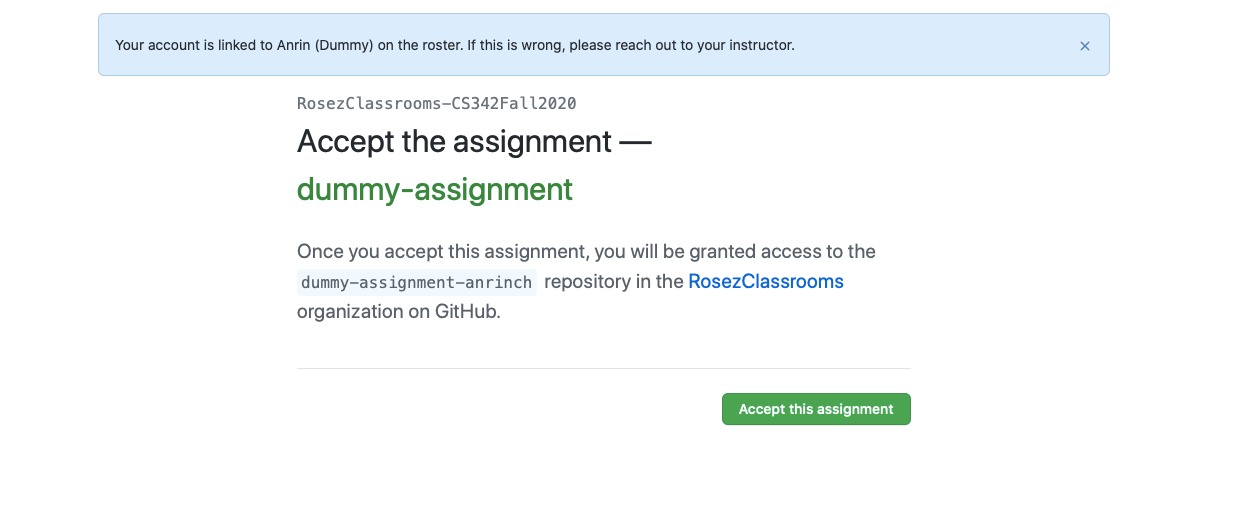 Your account is linked to Anrin (Dummy) on the roster. If this is wrong, please reach out to your instructor.
RosezClassrooms-CS342Fall2020
Accept the assignment —
dummy-assignment
Once you accept this assignment, you will be granted access to the
dummy-assignment-anrinch repository in the RosezClassrooms
organization on GitHub.
Accept this assignment